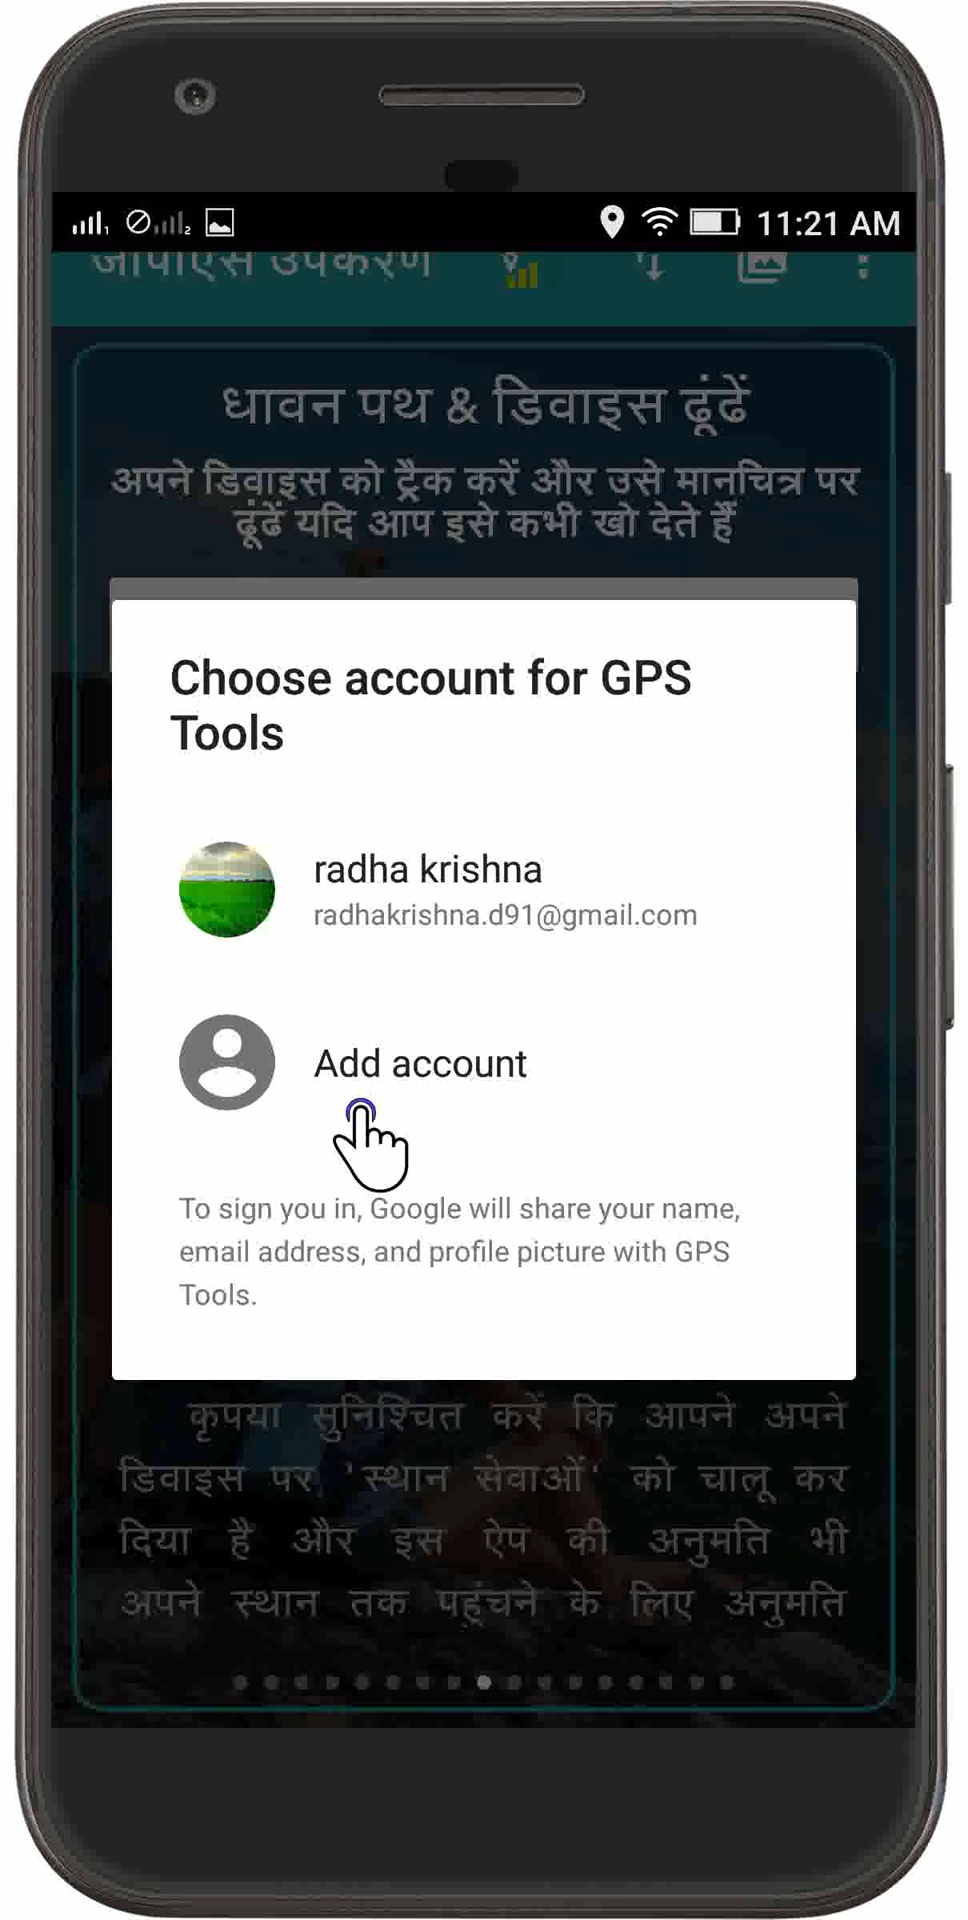 11:21 AM
जीपीएस उपकरण
धावन पथ & डिवाइस ढूंढें
अपने डिवाइस को ट्रैक करें और उसे मानचित्र पर
ढूंढें यदि आप इसे कभी खो देते हैं
Choose account for GPS
Tools
radha krishna
radhakrishna.d91@gmail.com
Add account
To sign you in, Google will share your name,
email address, and profile picture with GPS
Tools.
कृपया सुनिश्चित करें कि आपने अपने
डिवाइस पर 'स्थान सेवाओं' को चालू कर
दिया है और इस ऐप की अनुमति भी
अपने स्थान तक पहुंचने के लिए अनुमति